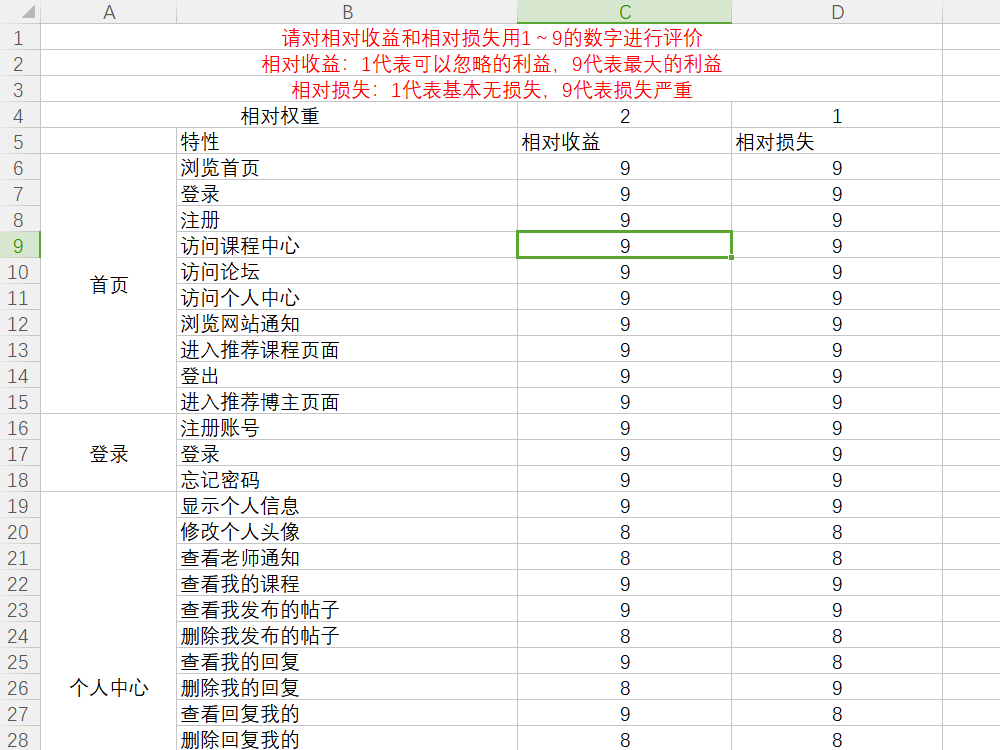 A B C D
1 请对相对收益和相对损失用1～9的数字进行评价
2 相对收益：1代表可以忽略的利益，9代表最大的利益
3 相对损失：1代表基本无损失，9代表损失严重
4 相对权重 2 1
5 特性 相对收益 相对损失
6 浏览首页 9 9
7 登录 9 9
8 注册 9 9
9 访问课程中心 9 9
10 访问论坛 9 9
首页
11 访问个人中心 9 9
12 浏览网站通知 9 9
13 进入推荐课程页面 9 9
14 登出 9 9
15 进入推荐博主页面 9 9
16 注册账号 9 9
17 登录 登录 9 9
18 忘记密码 9 9
19 显示个人信息 9 9
20 修改个人头像 8 8
21 查看老师通知 8 8
22 查看我的课程 9 9
23 查看我发布的帖子 9 9
24 删除我发布的帖子 8 8
25 查看我的回复 9 8
26 个人中心 删除我的回复 8 9
27 查看回复我的 9 8
28 删除回复我的 8 8